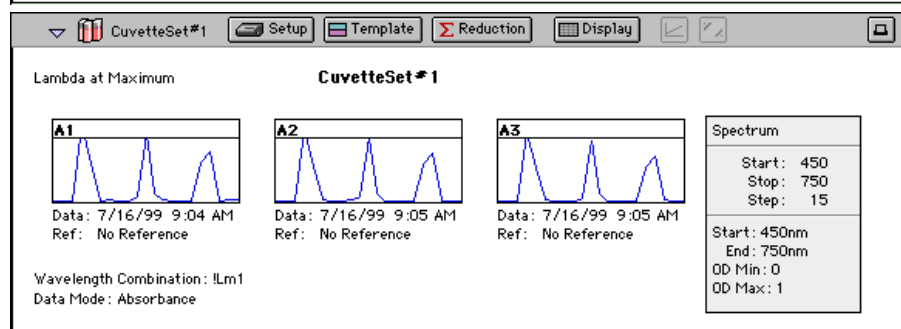 CuvetteSet#1 Setup Template Reduction Display
Lambda at Maximum
CuvetteSet#1
A1 A2 A3
Data: 7/16/99 9:04 AM Data: 7/16/99 9:05 AM Data: 7/16/99 9:05 AM
Ref: No Reference Ref: No Reference Ref: No Reference
Wavelength Combination: !Lm1
Data Mode: Absorbance
Spectrum
Start: 450
Stop: 750
Step: 15
Start: 450nm
End: 750nm
OD Min: 0
OD Max: 1